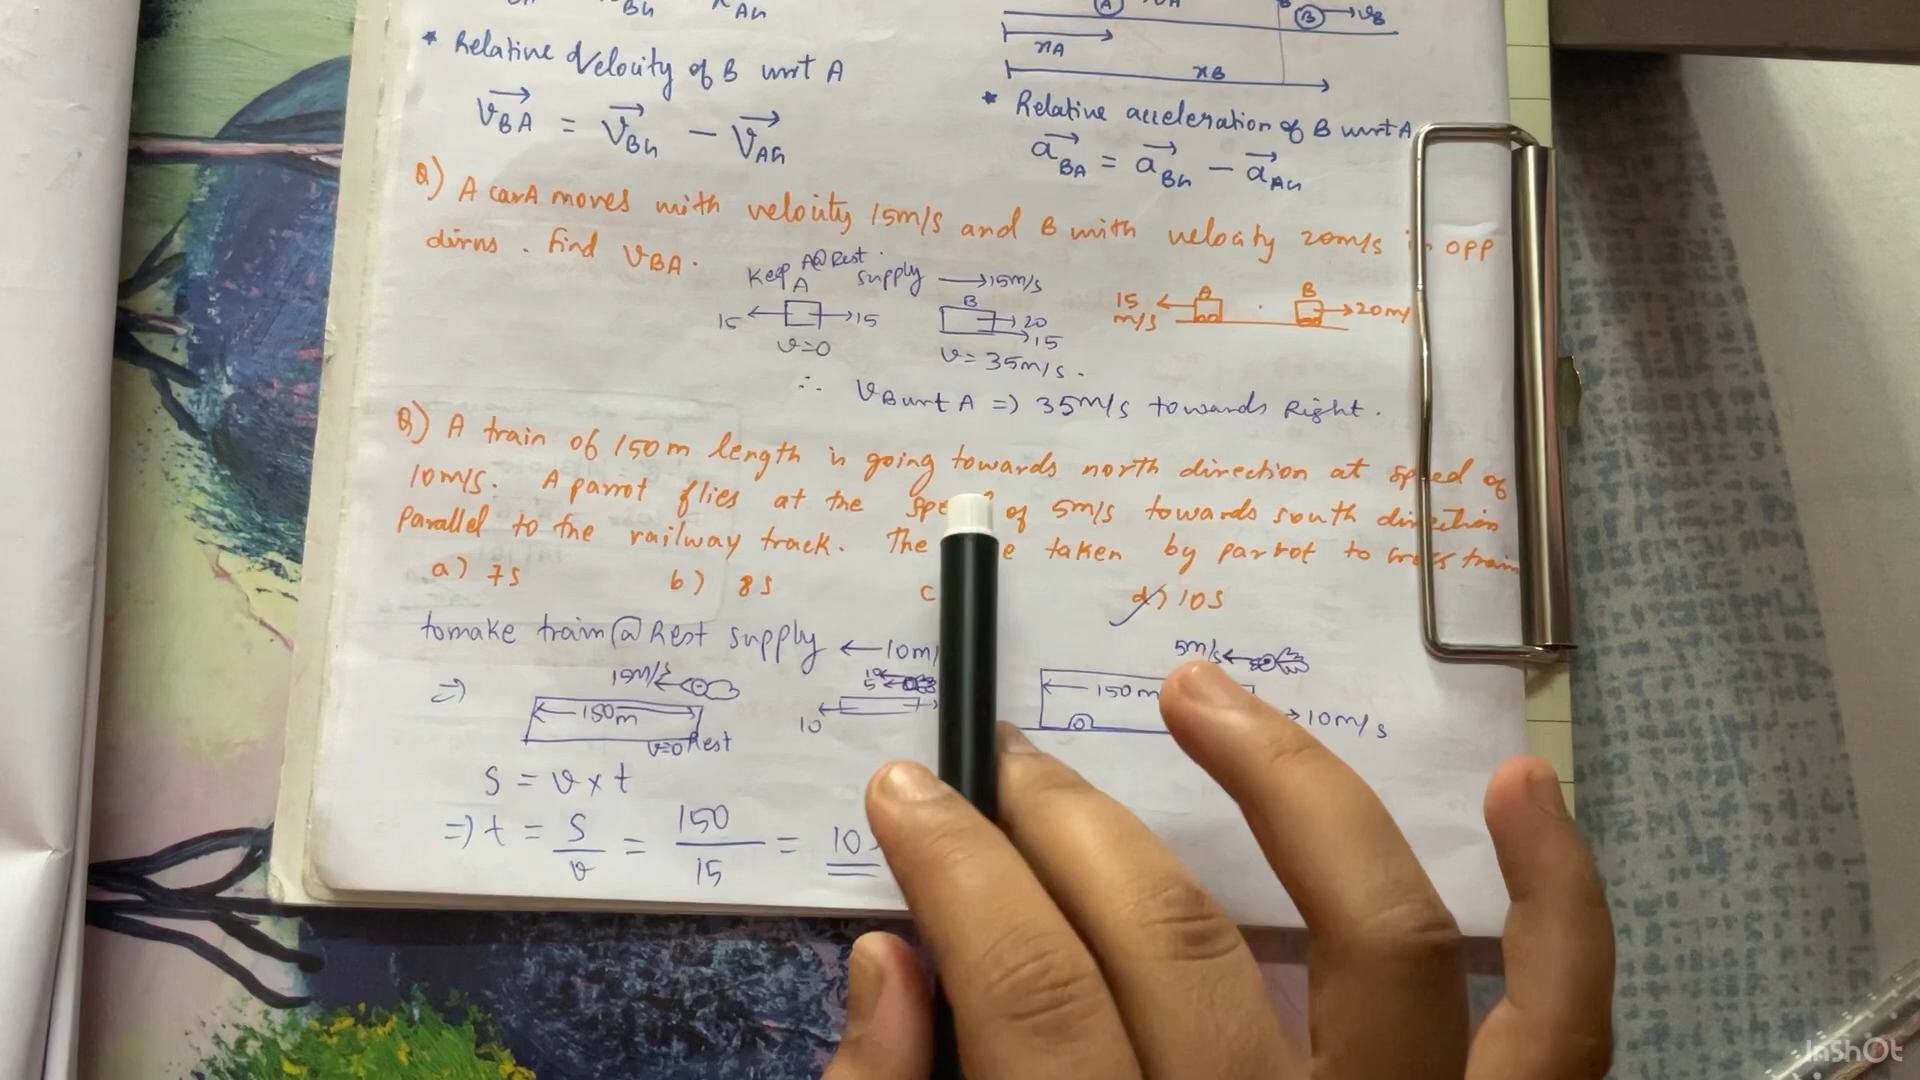 * Relative Velocity of B wrt A
VBA = VBG - VAG
A → VA
B → VB
xA
xB
* Relative acceleration of B wrt A
aBA = aBG - aAG
Q) A car A moves with velocity 15m/s and B with velocity 20m/s in opp
dirns. Find VBA.
Keep A @ Rest supply → 15m/s
A
15 ← → 15
v=0
B
→ 20
→ 15
v= 35m/s.
15 m/s ← A
B → 20m/
∴ VB wrt A => 35m/s towards Right.
Q) A train of 150m length is going towards north direction at speed of
10m/s. A parrot flies at the of 5m/s towards south direction
parallel to the railway track. The taken by parrot to cross train
a) 7s b) 8s c d) 10s
to make train @ Rest supply ← 10m/
=>
15m/s ←
150m
v=0 Rest
5 ←
10 ←
5m/s ←
150m
→ 10m/s
S = v x t
=> t = S/v = 150/15 = 10
InShOt